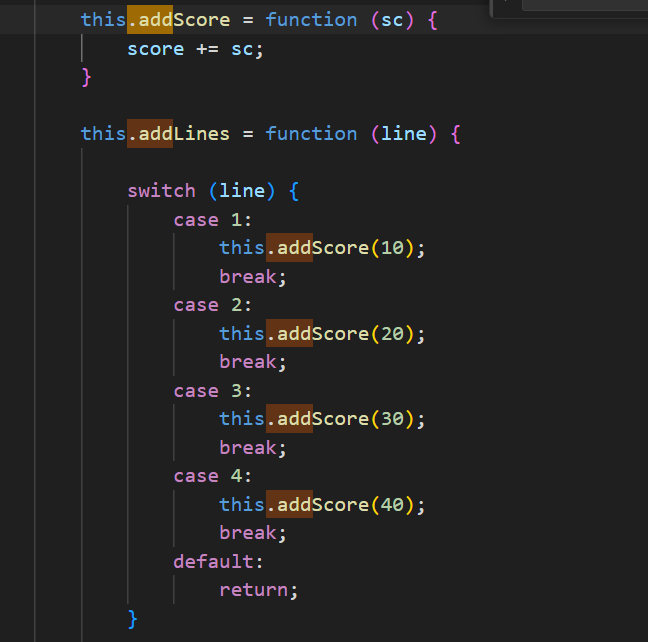 this.addScore = function (sc) {
    score += sc;
}

this.addLines = function (line) {

    switch (line) {
        case 1:
            this.addScore(10);
            break;
        case 2:
            this.addScore(20);
            break;
        case 3:
            this.addScore(30);
            break;
        case 4:
            this.addScore(40);
            break;
        default:
            return;
    }